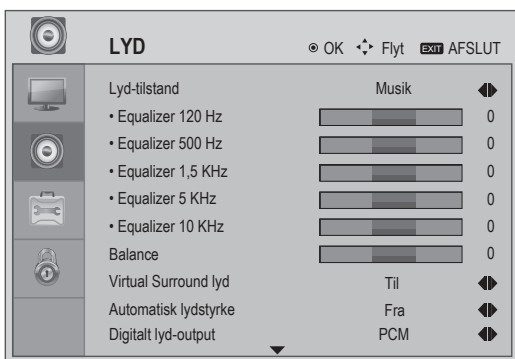 LYD
OK Flyt EXIT AFSLUT
Lyd-tilstand Musik
• Equalizer 120 Hz 0
• Equalizer 500 Hz 0
• Equalizer 1,5 KHz 0
• Equalizer 5 KHz 0
• Equalizer 10 KHz 0
Balance 0
Virtual Surround lyd Til
Automatisk lydstyrke Fra
Digitalt lyd-output PCM